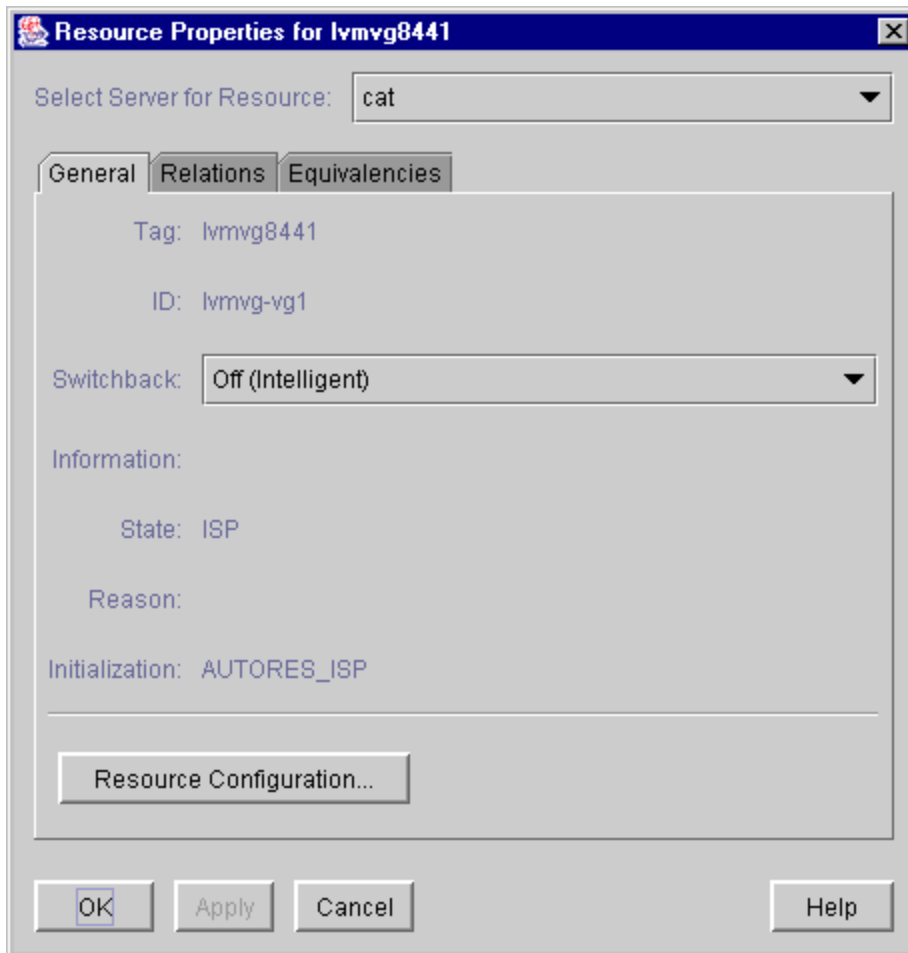 Resource Properties for lvmvg8441
Select Server for Resource: cat
General Relations Equivalencies
Tag: lvmvg8441
ID: lvmvg-vg1
Switchback: Off (Intelligent)
Information:
State: ISP
Reason:
Initialization: AUTORES_ISP
Resource Configuration...
OK Apply Cancel Help